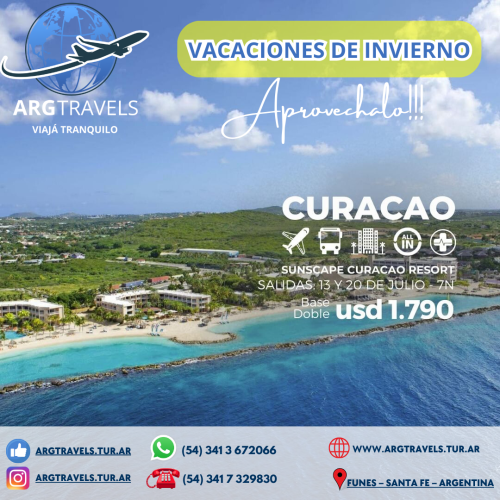 ARGTRAVELS
VIAJÁ TRANQUILO
VACACIONES DE INVIERNO
Aprovechalo!!!
CURACAO
ALL IN
SUNSCAPE CURACAO RESORT
SALIDAS: 13 Y 20 DE JULIO - 7N
Base Doble usd 1.790
ARGTRAVELS.TUR.AR
(54) 341 3 672066
WWW.ARGTRAVELS.TUR.AR
ARGTRAVELS.TUR.AR
(54) 341 7 329830
FUNES – SANTA FE – ARGENTINA